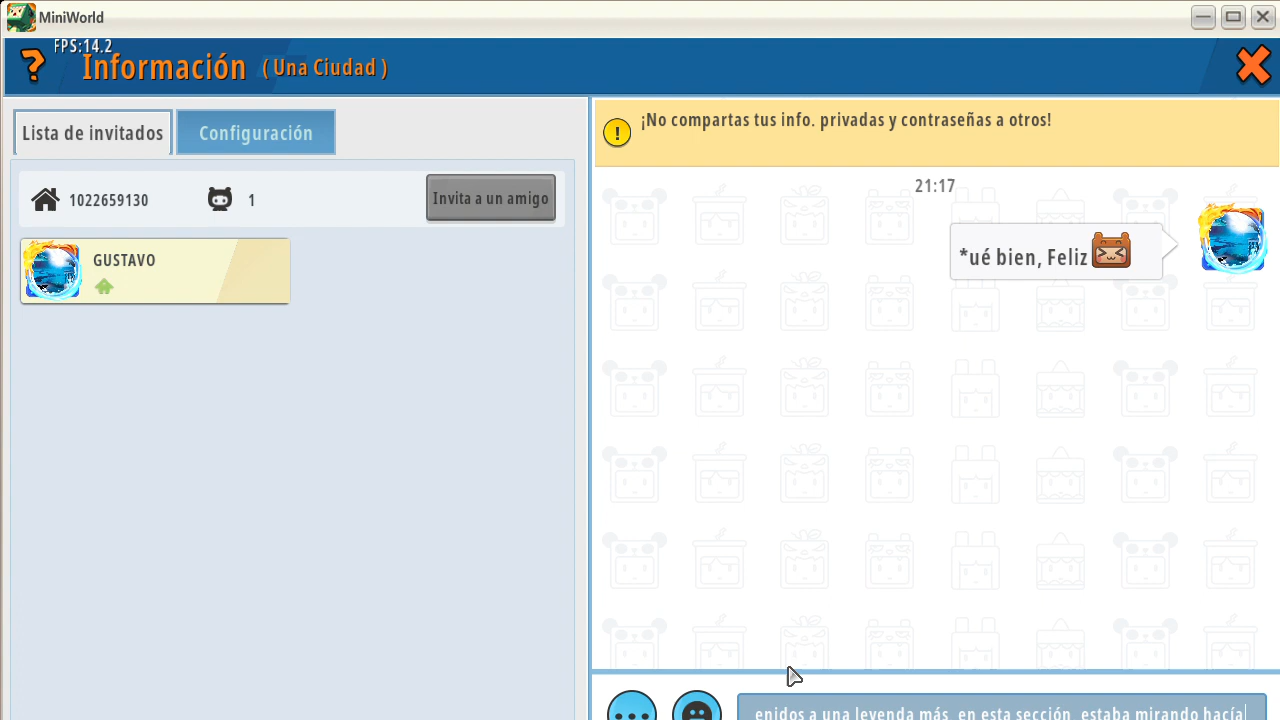 MiniWorld
FPS:14.2
Información (Una Ciudad)
Lista de invitados
Configuración
1022659130
1
Invita a un amigo
GUSTAVO
¡No compartas tus info. privadas y contraseñas a otros!
21:17
*ué bien, Feliz
enidos a una leyenda más, en esta sección, estaba mirando hacía